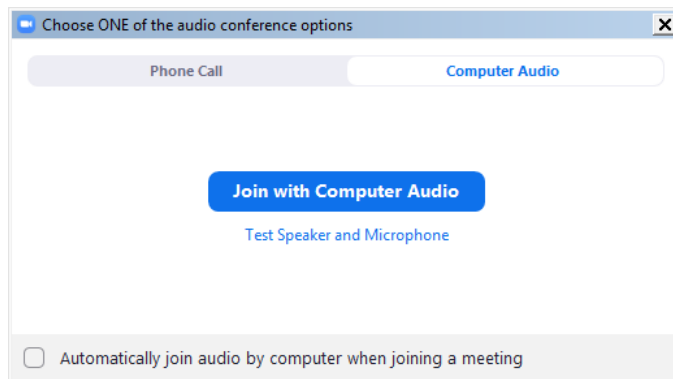 Choose ONE of the audio conference options
Phone Call
Computer Audio
Join with Computer Audio
Test Speaker and Microphone
Automatically join audio by computer when joining a meeting